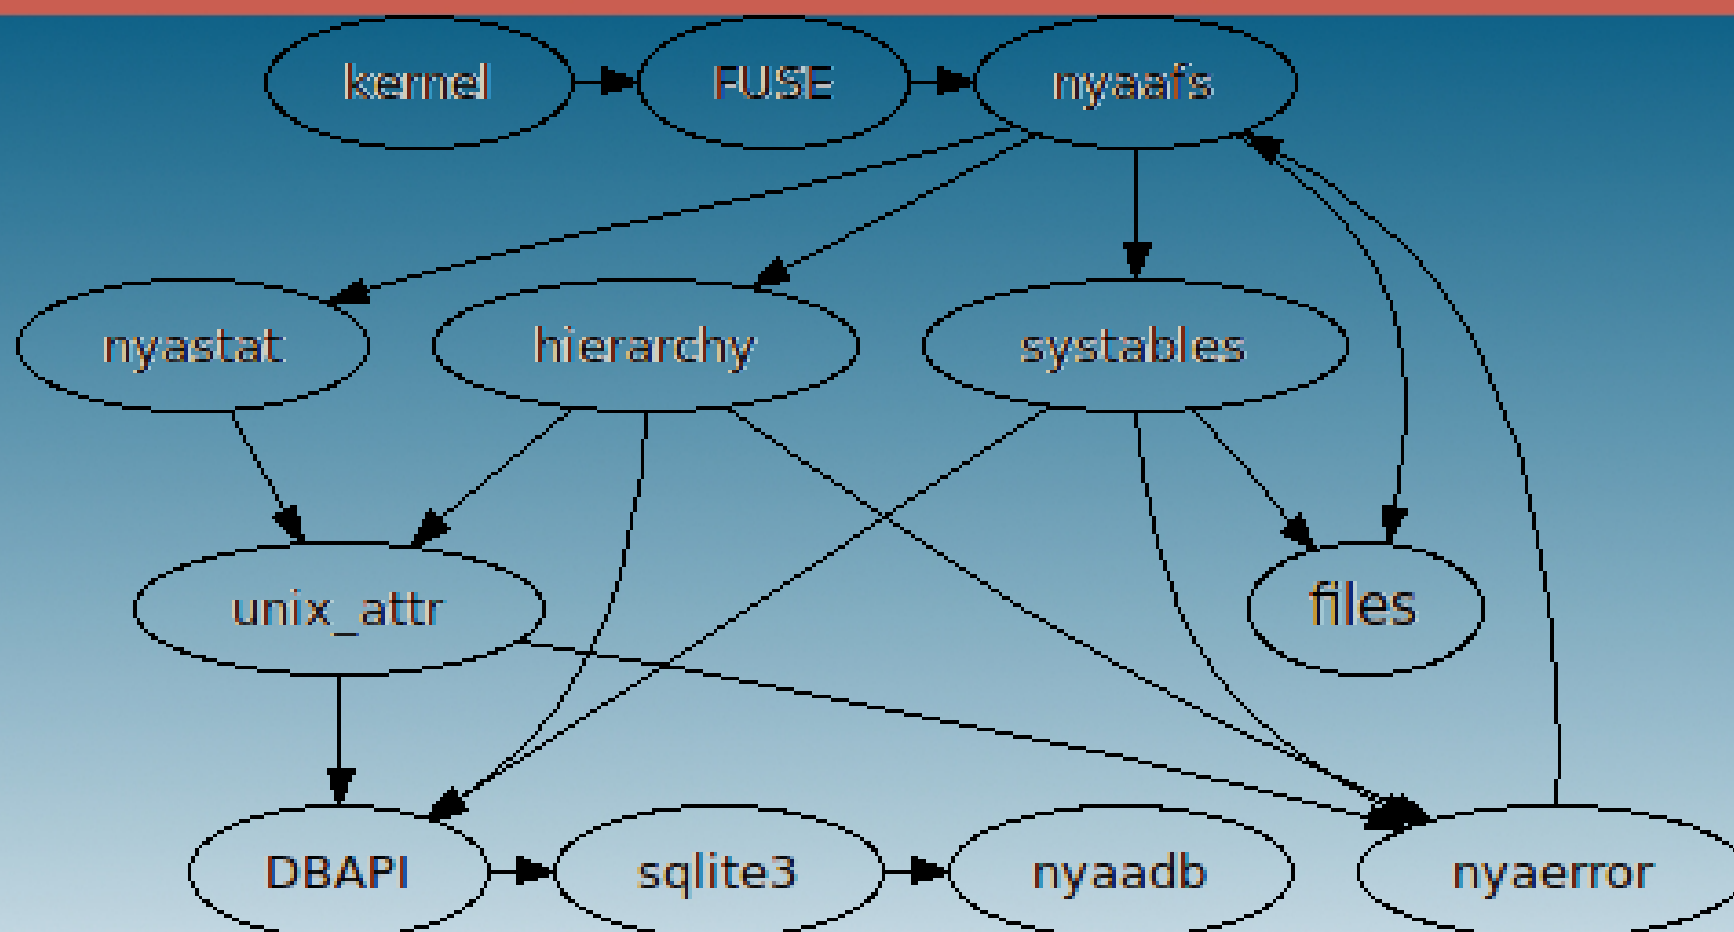 kernel FUSE nyaafs
nyastat hierarchy systables
unix_attr files
DBAPI sqlite3 nyaadb nyaerror